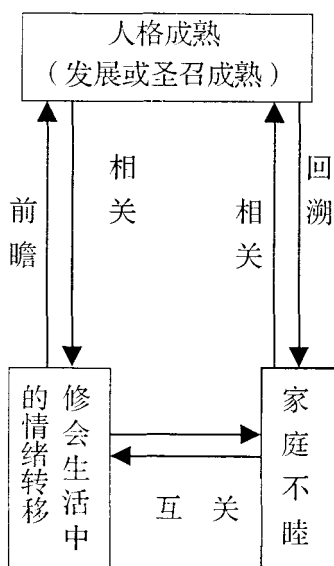 人格成熟
（发展或圣召成熟）
前瞻
相关
相关
回溯
修会生活中
的情绪转移
家庭不睦
互关